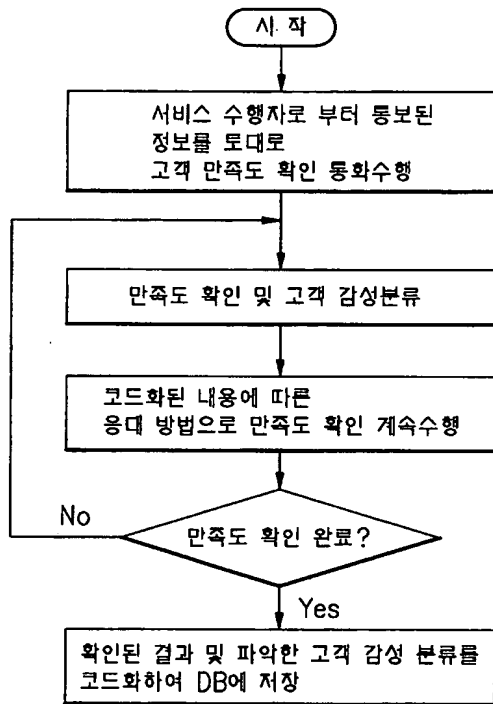 시 작
서비스 수행자로 부터 통보된
정보를 토대로
고객 만족도 확인 통화수행
만족도 확인 및 고객 감성분류
코드화된 내용에 따른
응대 방법으로 만족도 확인 계속수행
만족도 확인 완료?
No
Yes
확인된 결과 및 파악한 고객 감성 분류를
코드화하여 DB에 저장